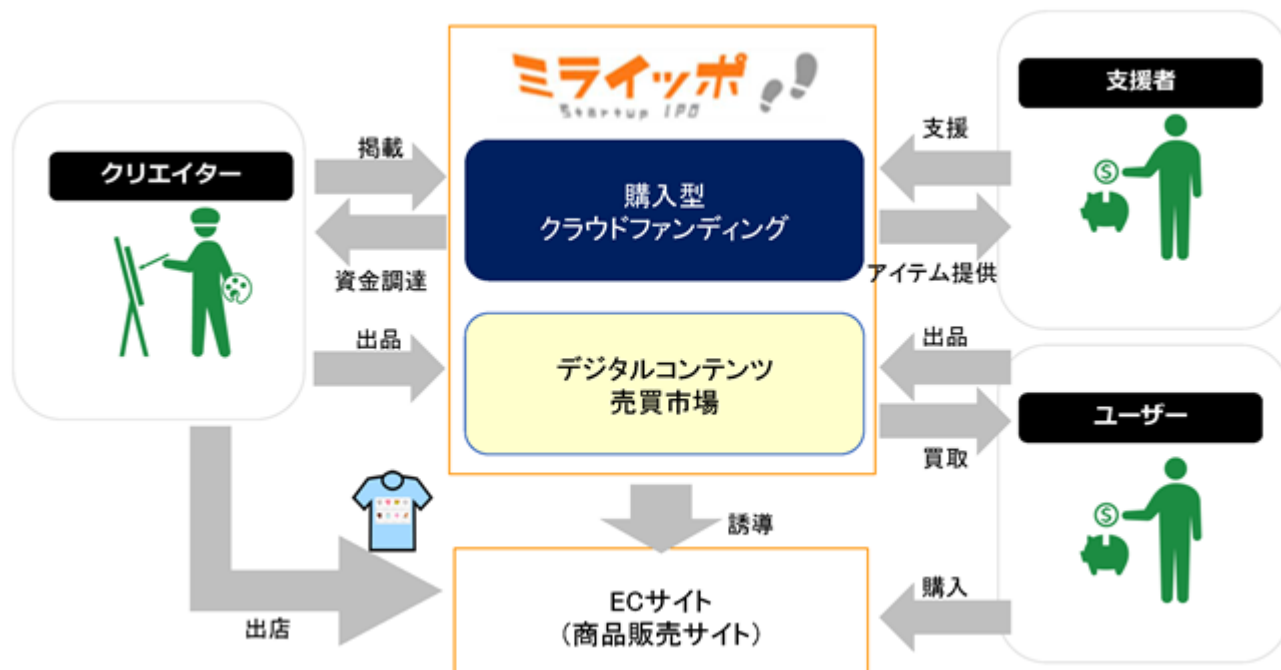 ミライッポ
Startup IPO
支援者
支援
掲載
クリエイター
購入型
クラウドファンディング
資金調達
アイテム提供
出品
出品
デジタルコンテンツ
売買市場
ユーザー
買取
誘導
購入
ECサイト
（商品販売サイト）
出店